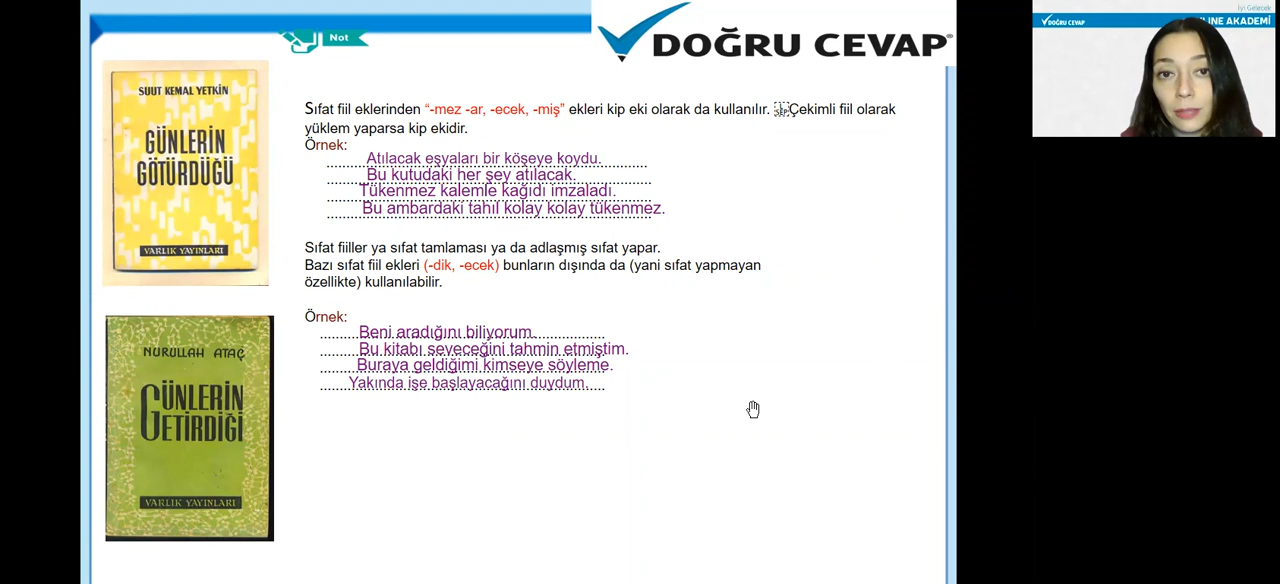 Not
DOĞRU CEVAP
SUUT KEMAL YETKİN
GÜNLERİN
GÖTÜRDÜĞÜ
VARLIK YAYINLARI
Sıfat fiil eklerinden “-mez -ar, -ecek, -miş” ekleri kip eki olarak da kullanılır. Çekimli fiil olarak
yüklem yaparsa kip ekidir.
Örnek:
Atılacak eşyaları bir köşeye koydu.
Bu kutudaki her şey atılacak.
Tükenmez kalemle kağıdı imzaladı.
Bu ambardaki tahıl kolay kolay tükenmez.
Sıfat fiiller ya sıfat tamlaması ya da adlaşmış sıfat yapar.
Bazı sıfat fiil ekleri (-dik, -ecek) bunların dışında da (yani sıfat yapmayan
özellikte) kullanılabilir.
Örnek:
Beni aradığını biliyorum.
Bu kitabı seveceğini tahmin etmiştim.
Buraya geldiğimi kimseye söyleme.
Yakında işe başlayacağını duydum.
NURULLAH ATAÇ
GÜNLERİN
GETİRDİĞİ
VARLIK YAYINLARI
İyi Gelecek
DOĞRU CEVAP
INE AKADEMİ